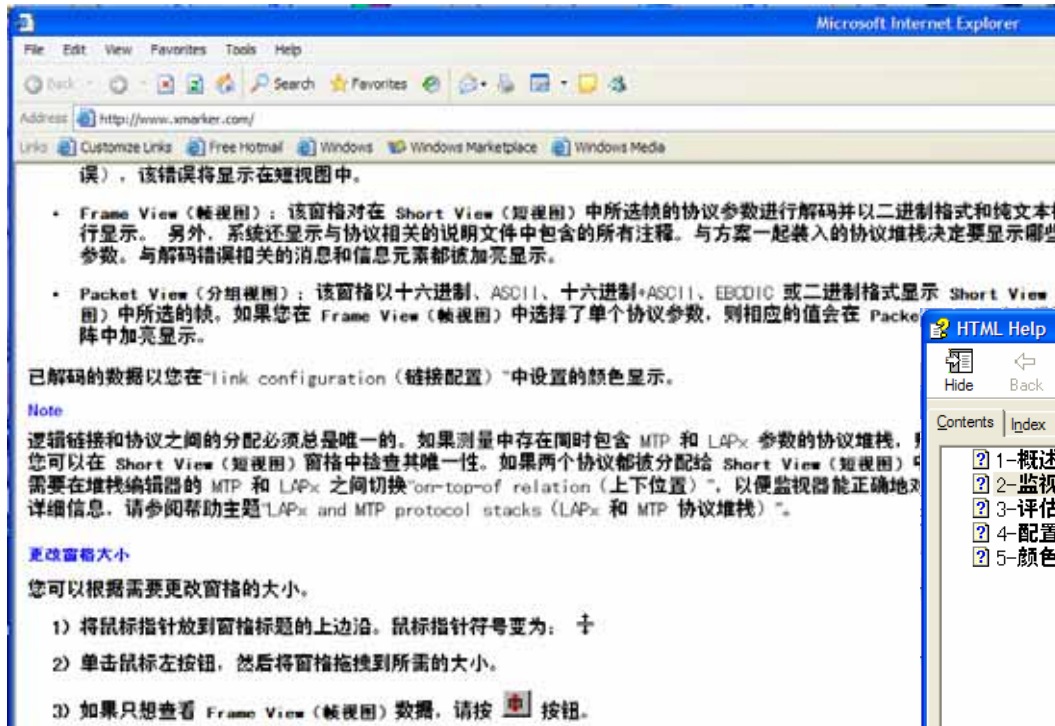 Microsoft Internet Explorer
File Edit View Favorites Tools Help
Back Search Favorites
Address http://www.xmarker.com/
Links Customize Links Free Hotmail Windows Windows Marketplace Windows Media
误），该错误将显示在短视图中。
• Frame View（帧视图）：该窗格对在 Short View（短视图）中所选帧的协议参数进行解码并以二进制格式和纯文本格
行显示。 另外，系统还显示与协议相关的说明文件中包含的所有注释。与方案一起装入的协议堆栈决定要显示哪些
参数。与解码错误相关的消息和信息元素都被加亮显示。
• Packet View（分组视图）：该窗格以十六进制、ASCII、十六进制+ASCII、EBCDIC 或二进制格式显示 Short View
图）中所选的帧。如果您在 Frame View（帧视图）中选择了单个协议参数，则相应的值会在 Packe
阵中加亮显示。
已解码的数据以您在"link configuration（链接配置）"中设置的颜色显示。
Note
逻辑链接和协议之间的分配必须总是唯一的。如果测量中存在同时包含 MTP 和 LAPx 参数的协议堆栈，
您可以在 Short View（短视图）窗格中检查其唯一性。如果两个协议都被分配给 Short View（短视图）中
需要在堆栈编辑器的 MTP 和 LAPx 之间切换"on-top-of relation（上下位置）"，以便监视器能正确地对
详细信息，请参阅帮助主题"LAPx and MTP protocol stacks（LAPx 和 MTP 协议堆栈）"。
更改窗格大小
您可以根据需要更改窗格的大小。
1) 将鼠标指针放到窗格标题的上边沿。鼠标指针符号变为：
2) 单击鼠标左按钮，然后将窗格拖拽到所需的大小。
3) 如果只想查看 Frame View（帧视图）数据，请按 按钮。
HTML Help
Hide Back
Contents Index
1-概述
2-监视
3-评估
4-配置
5-颜色